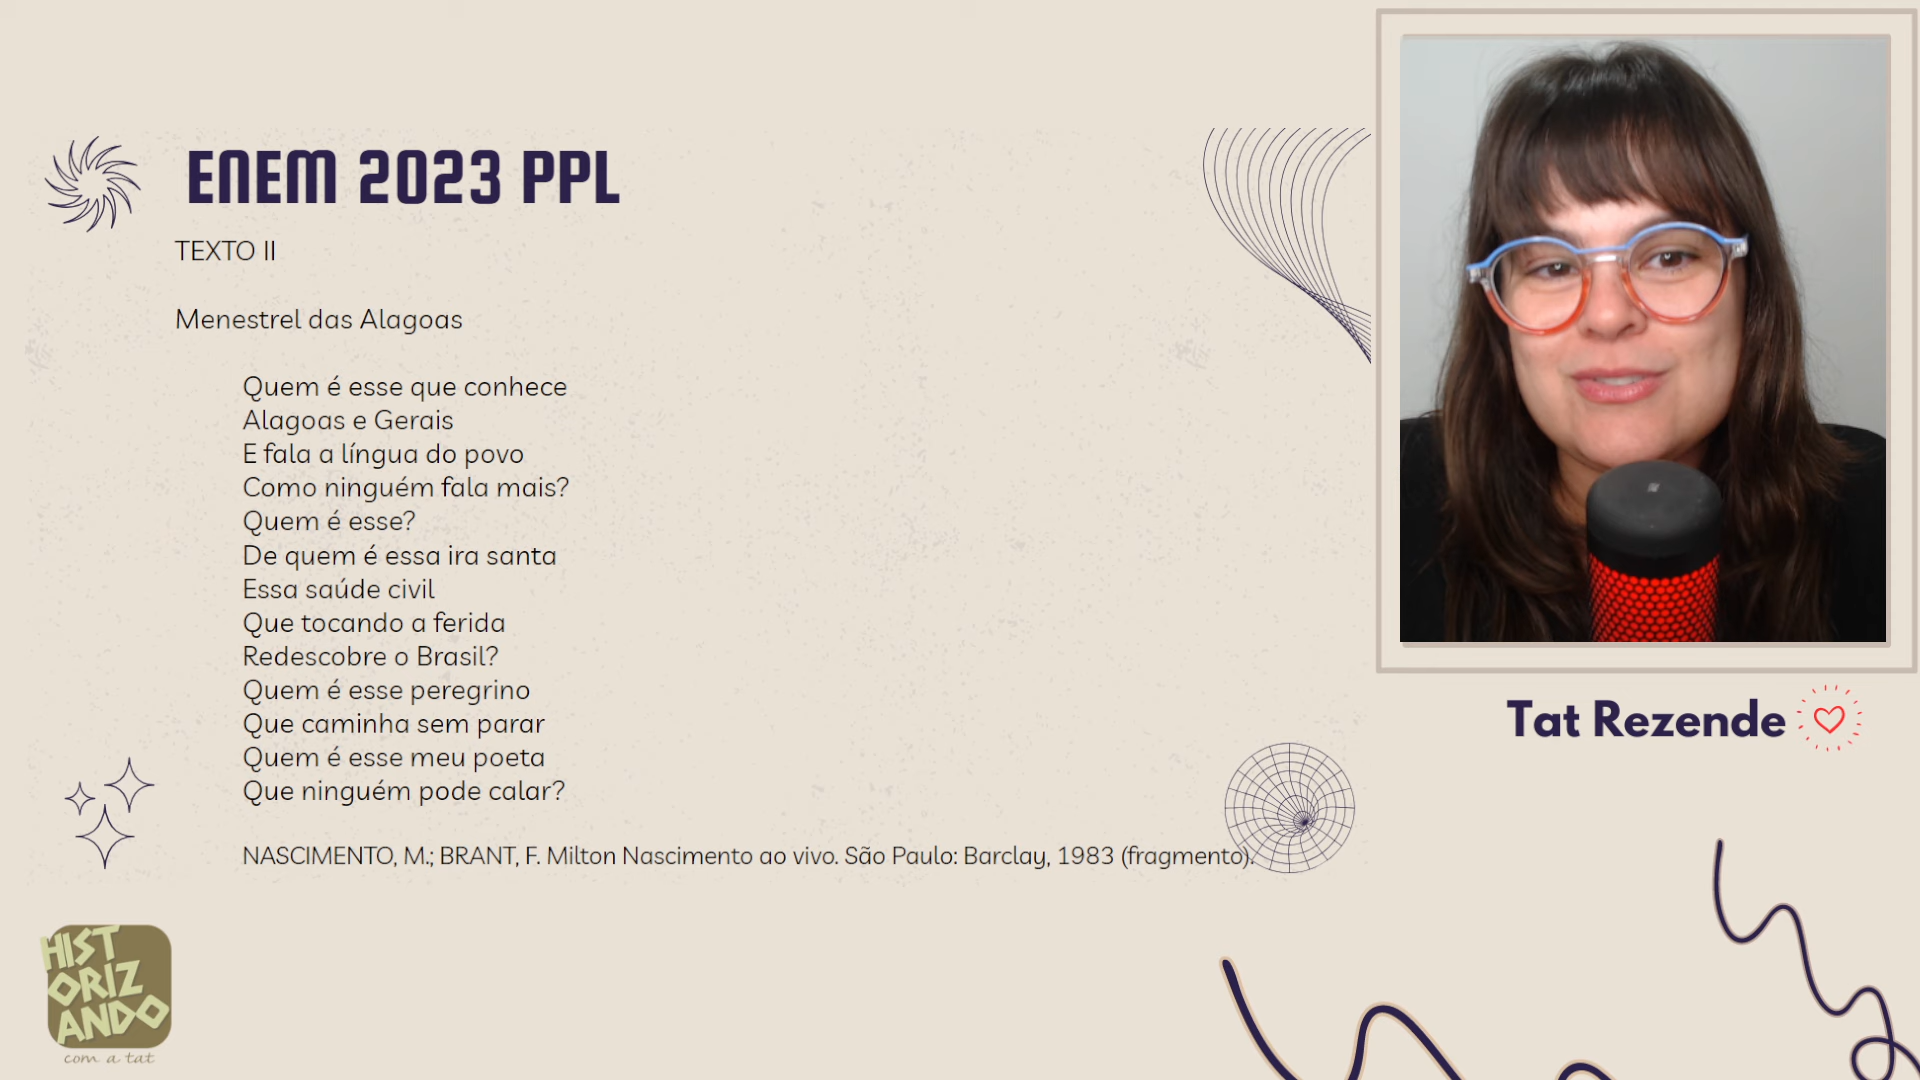 ENEM 2023 PPL
TEXTO II
Menestrel das Alagoas
Quem é esse que conhece
Alagoas e Gerais
E fala a língua do povo
Como ninguém fala mais?
Quem é esse?
De quem é essa ira santa
Essa saúde civil
Que tocando a ferida
Redescobre o Brasil?
Quem é esse peregrino
Que caminha sem parar
Quem é esse meu poeta
Que ninguém pode calar?
NASCIMENTO, M.; BRANT, F. Milton Nascimento ao vivo. São Paulo: Barclay, 1983 (fragmento).
Tat Rezende
HIST
ORIZ
ANDO
com a tat